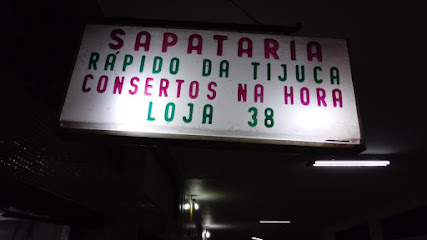 SAPATARIA
RÁPIDO DA TIJUCA
CONSERTOS NA HORA
LOJA 38